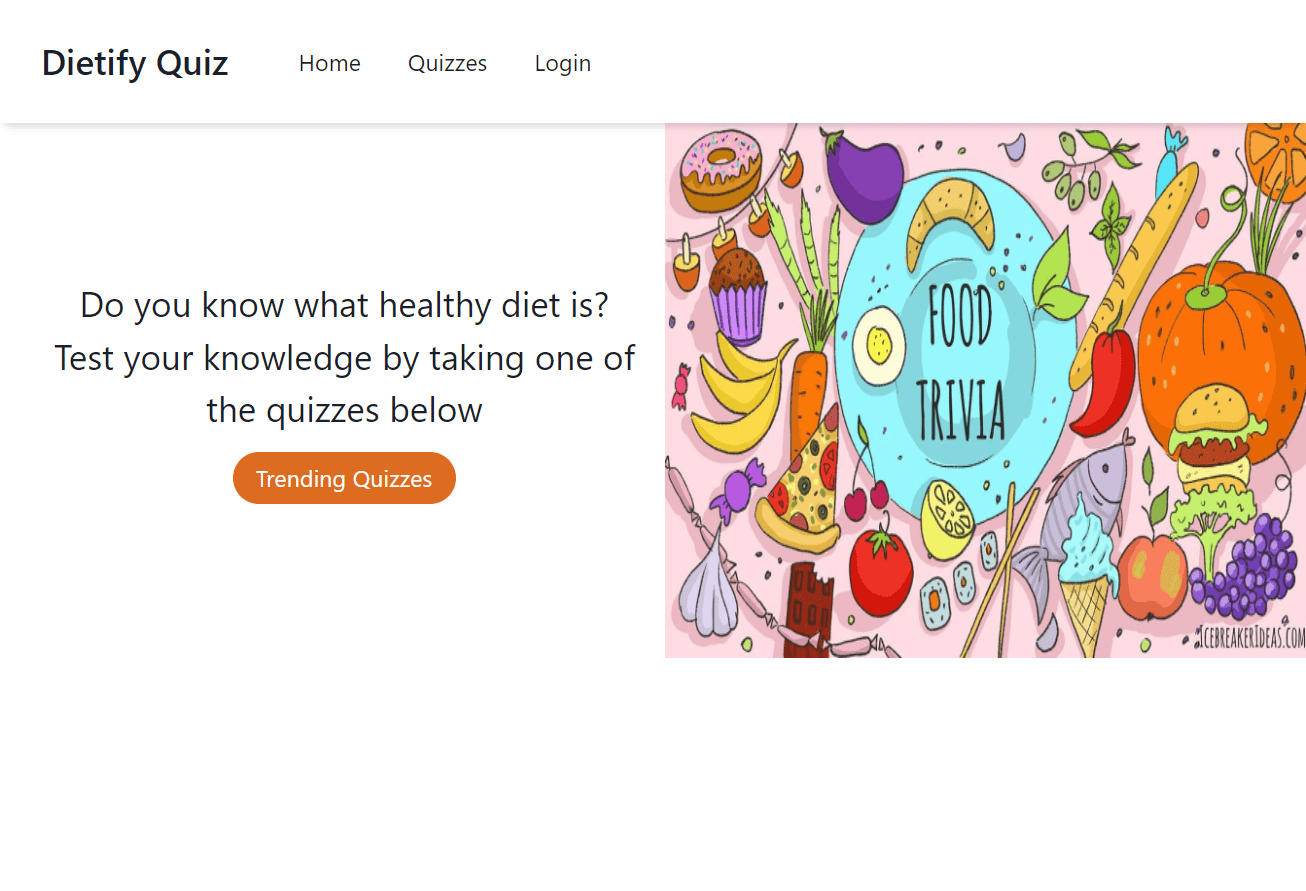 Dietify Quiz
Home
Quizzes
Login
Do you know what healthy diet is?
Test your knowledge by taking one of
the quizzes below
Trending Quizzes
FOOD
TRIVIA
ICEBREAKERIDEAS.COM